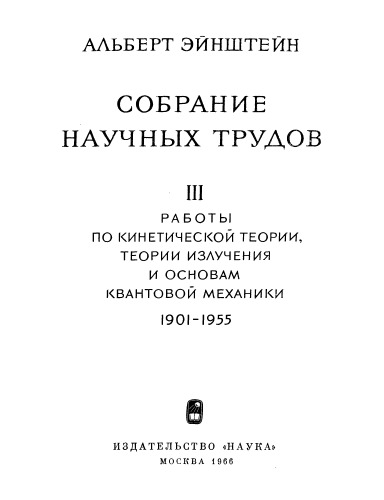 АЛЬБЕРТ ЭЙНШТЕЙН
СОБРАНИЕ
НАУЧНЫХ ТРУДОВ
III
РАБОТЫ
ПО КИНЕТИЧЕСКОЙ ТЕОРИИ,
ТЕОРИИ ИЗЛУЧЕНИЯ
И ОСНОВАМ
КВАНТОВОЙ МЕХАНИКИ
1901-1955
ИЗДАТЕЛЬСТВО «НАУКА»
МОСКВА 1966